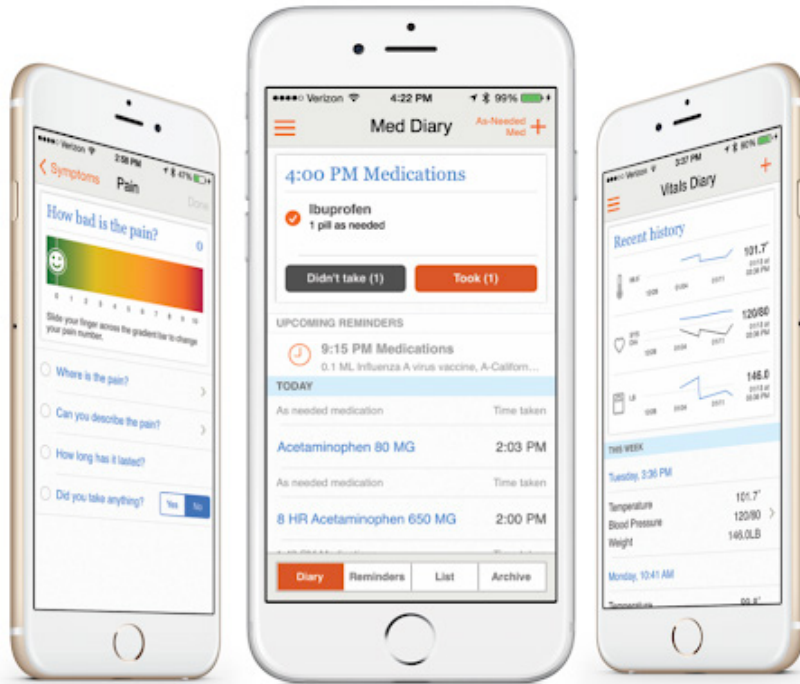 Verizon
2:58 PM
47%
Symptoms
Pain
Done
How bad is the pain?
0
0 1 2 3 4 5 6 7 8 9 10
Slide your finger across the gradient bar to change
your pain number.
Where is the pain?
Can you describe the pain?
How long has it lasted?
Did you take anything?
Yes
No
Verizon
4:22 PM
99%
Med Diary
As-Needed
Med
4:00 PM Medications
Ibuprofen
1 pill as needed
Didn't take (1)
Took (1)
UPCOMING REMINDERS
9:15 PM Medications
0.1 ML Influenza A virus vaccine, A-Californ...
TODAY
As needed medication Time taken
Acetaminophen 80 MG 2:03 PM
As needed medication Time taken
8 HR Acetaminophen 650 MG 2:00 PM
Diary
Reminders
List
Archive
Verizon
3:37 PM
80%
Vitals Diary
Recent history
101.7°
120/80
146.0
LB
THIS WEEK
Tuesday, 3:36 PM
Temperature 101.7°
Blood Pressure 120/80
Weight 146.0LB
Monday, 10:41 AM
Temperature